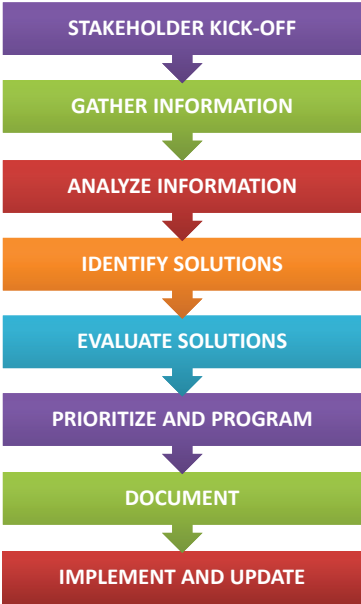 STAKEHOLDER KICK-OFF
GATHER INFORMATION
ANALYZE INFORMATION
IDENTIFY SOLUTIONS
EVALUATE SOLUTIONS
PRIORITIZE AND PROGRAM
DOCUMENT
IMPLEMENT AND UPDATE